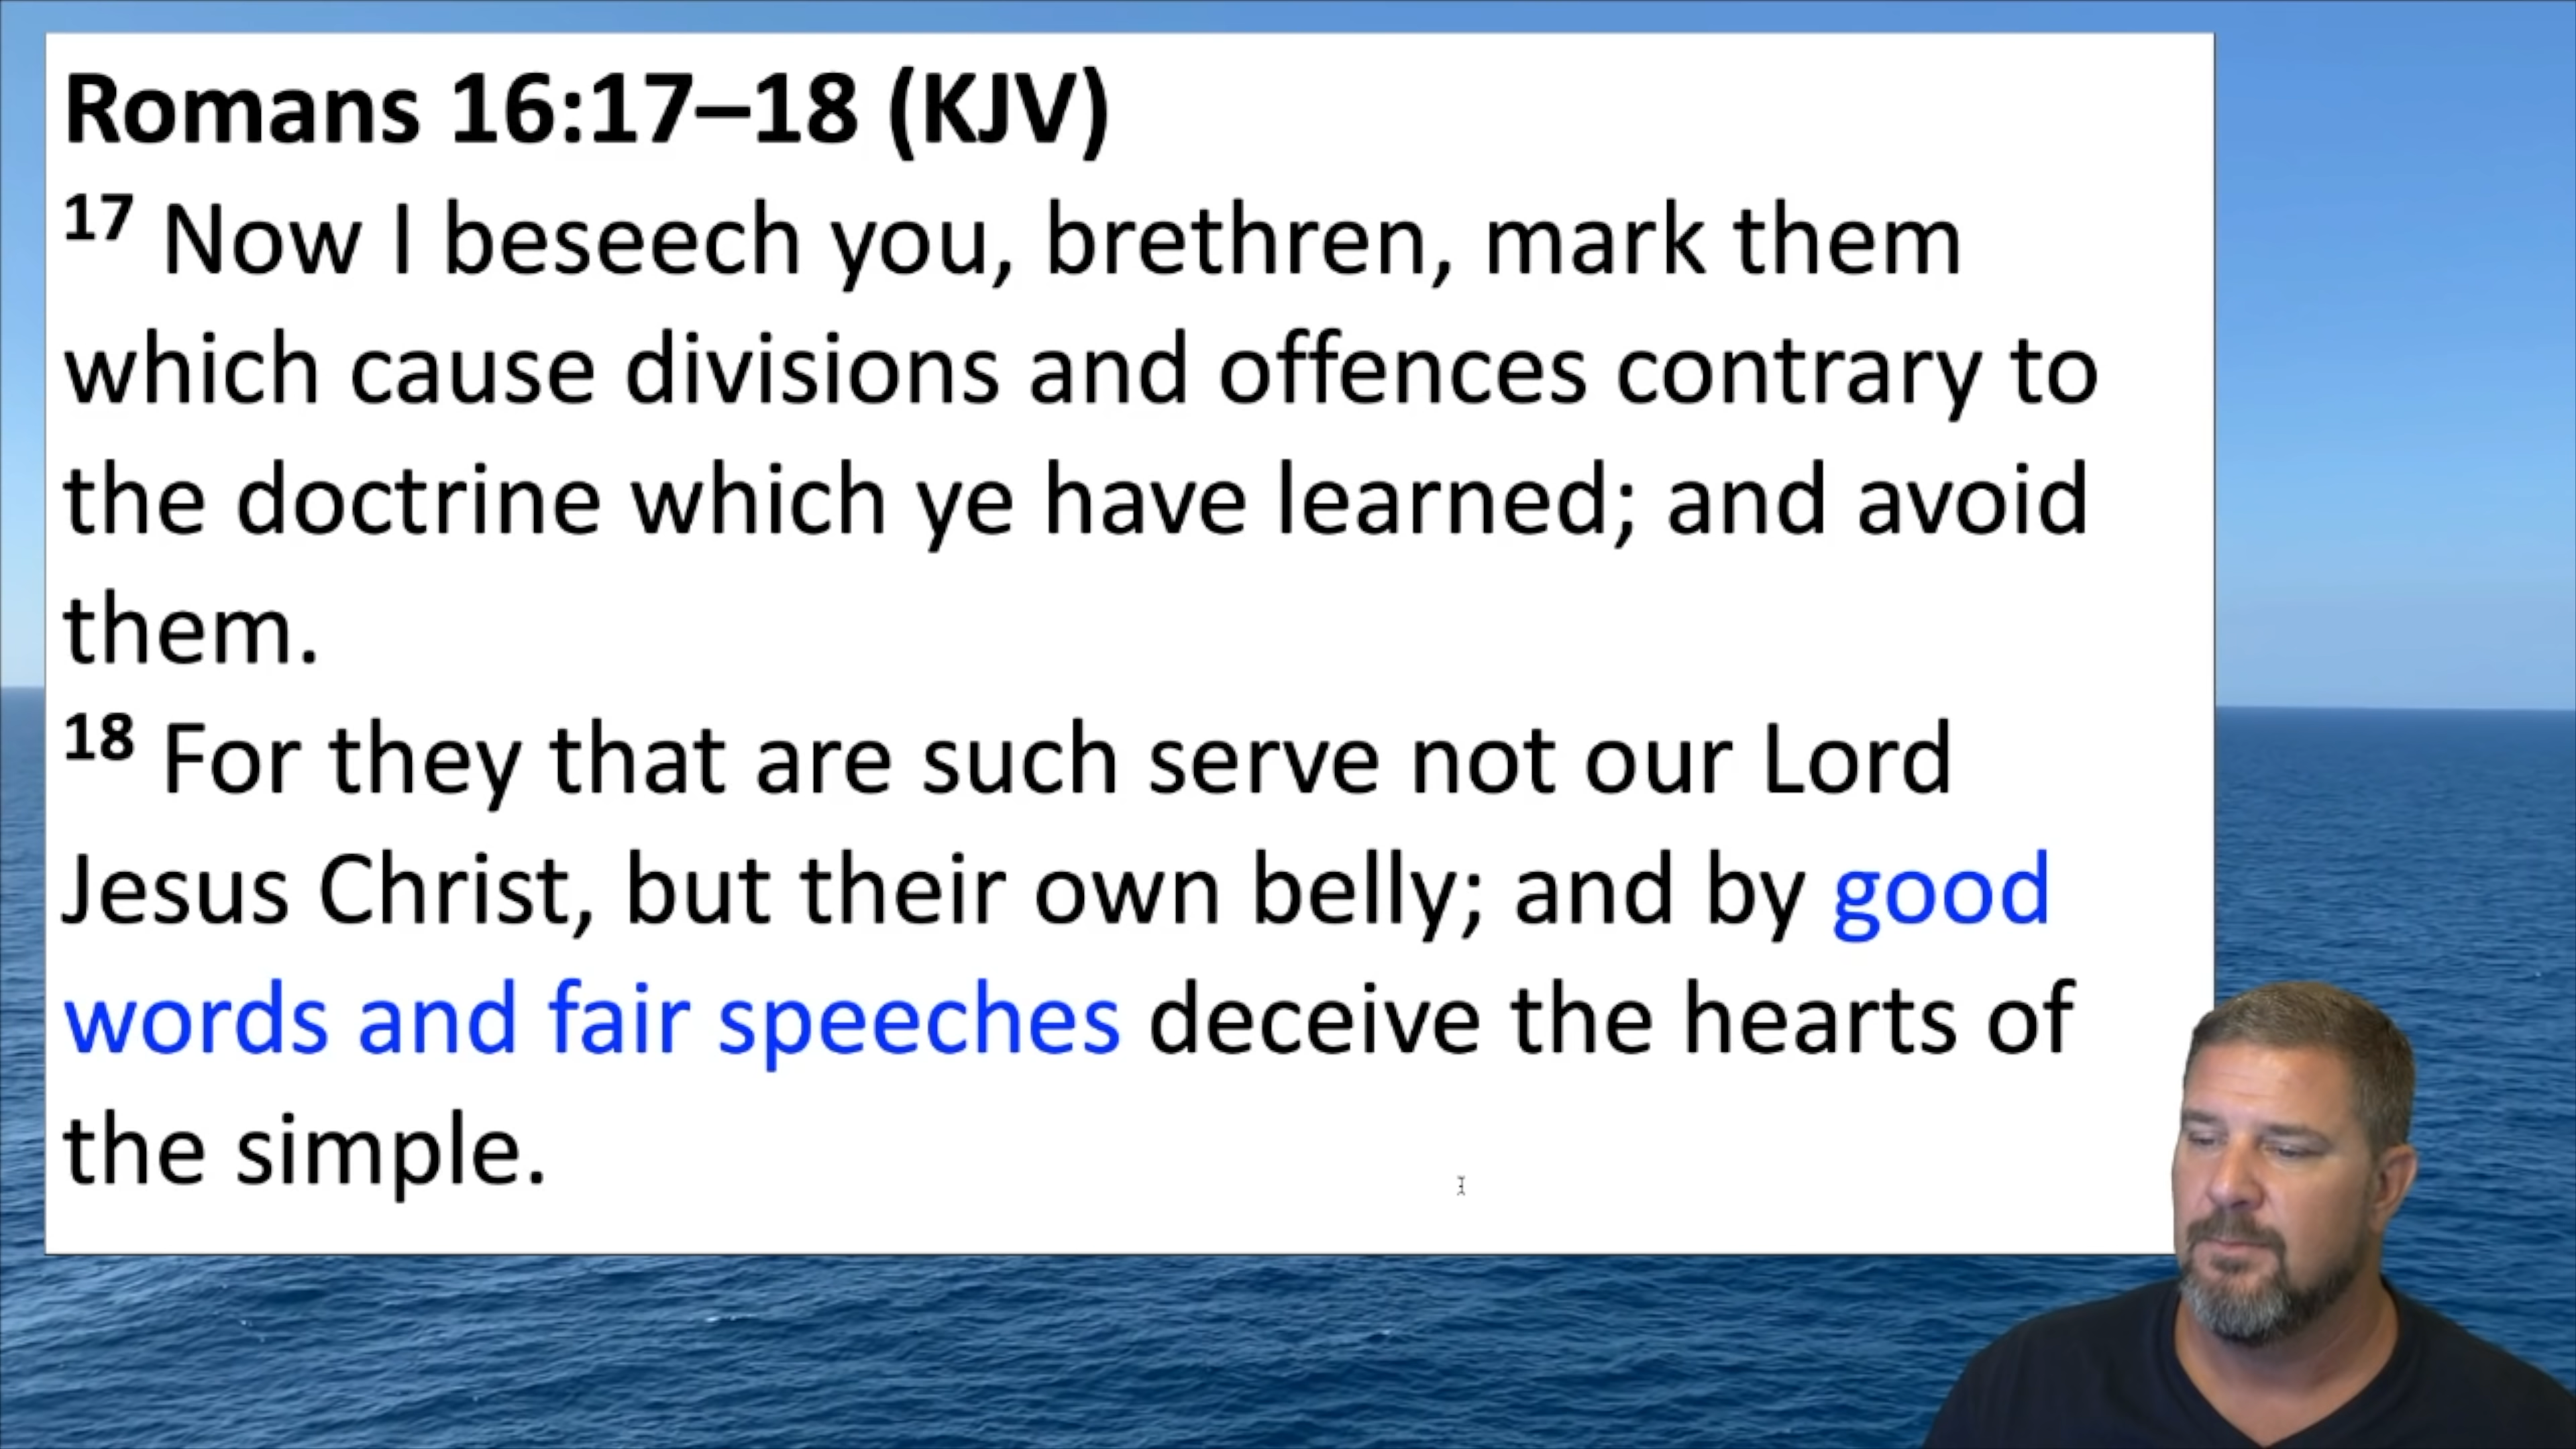 Romans 16:17–18 (KJV)
17 Now I beseech you, brethren, mark them
which cause divisions and offences contrary to
the doctrine which ye have learned; and avoid
them.
18 For they that are such serve not our Lord
Jesus Christ, but their own belly; and by good
words and fair speeches deceive the hearts of
the simple.